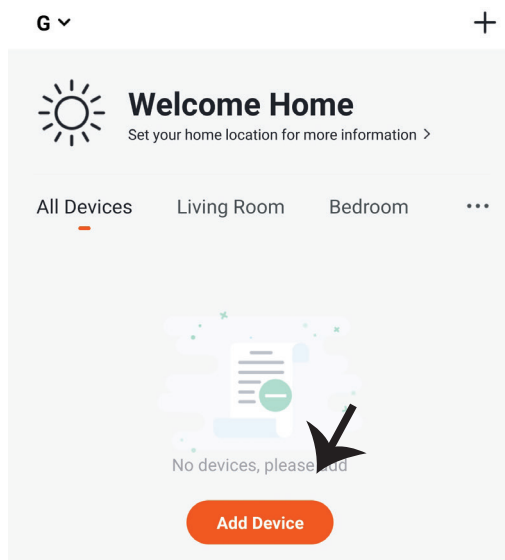 G
Welcome Home
Set your home location for more information >
All Devices Living Room Bedroom ...
No devices, please add
Add Device